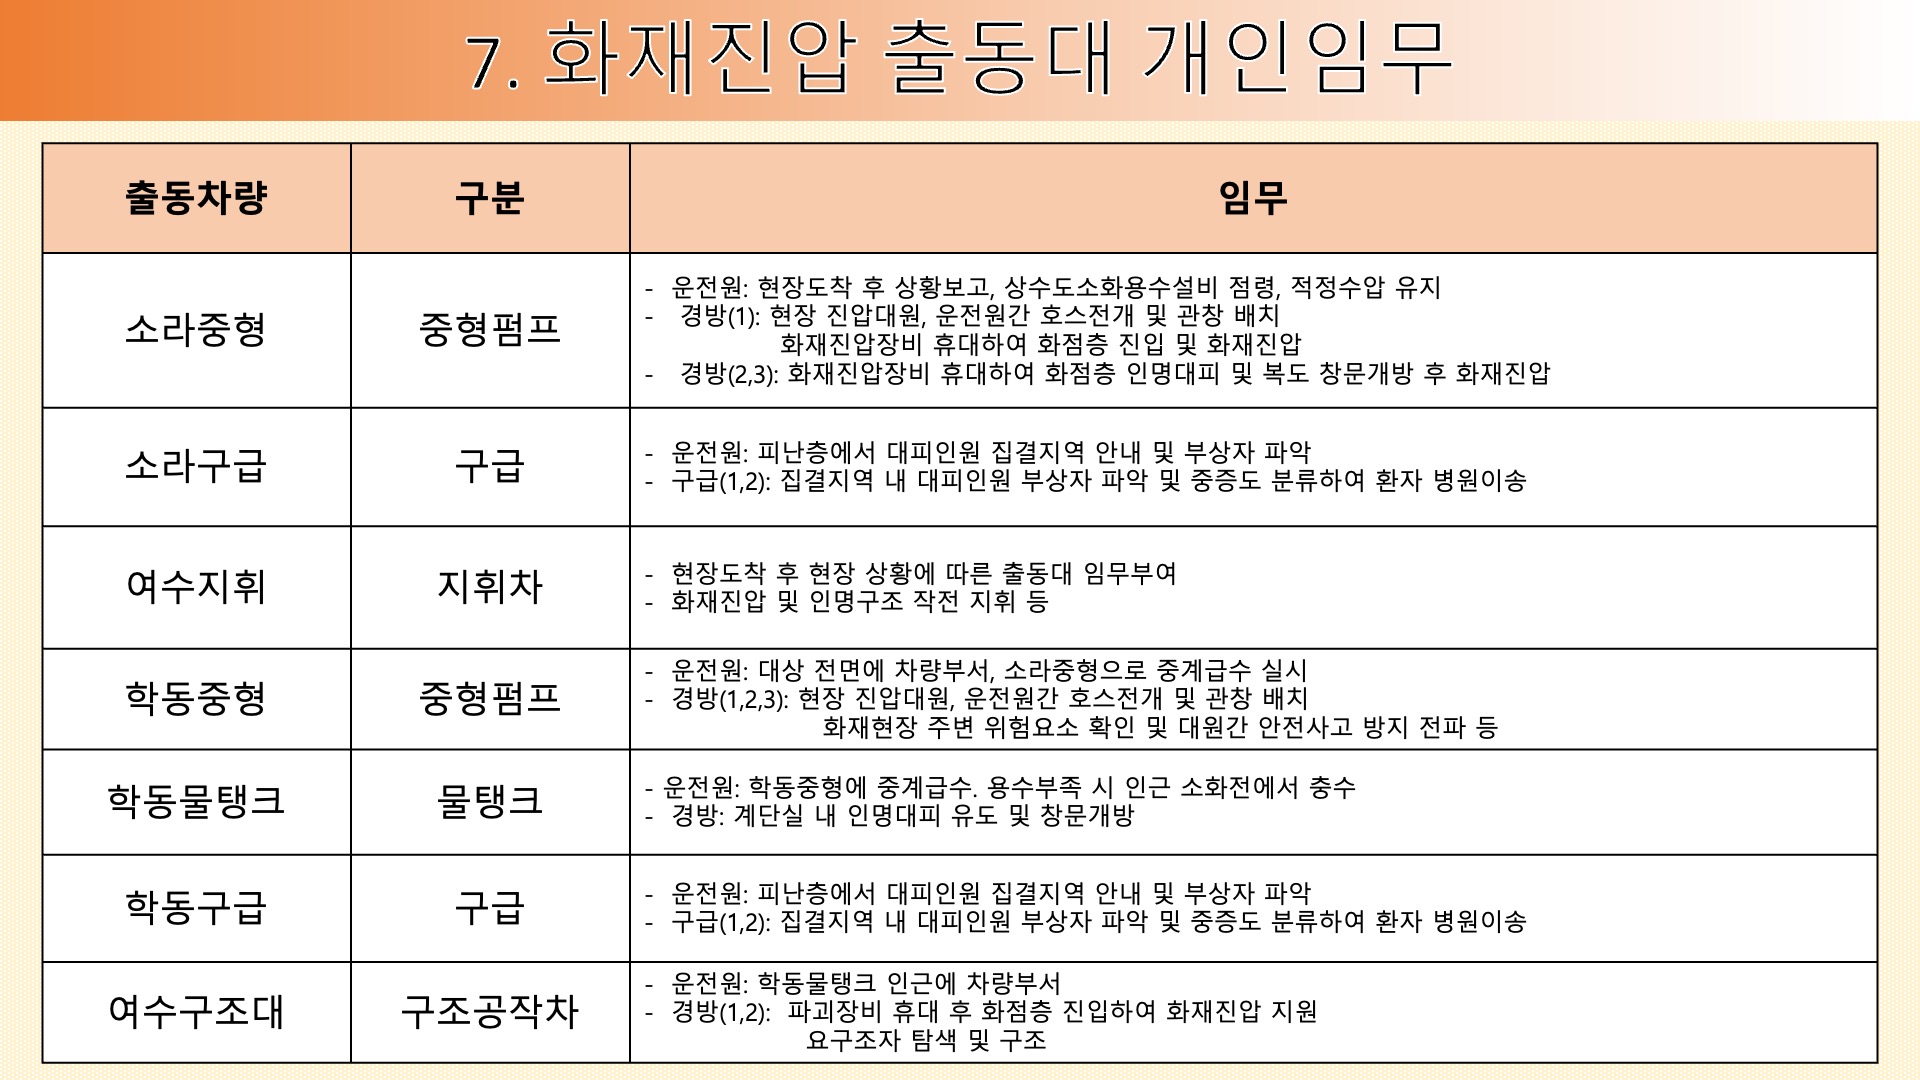 7. 화재진압 출동대 개인임무
출동차량 구분 임무
소라중형 중형펌프
- 운전원: 현장도착 후 상황보고, 상수도소화용수설비 점령, 적정수압 유지
- 경방(1): 현장 진압대원, 운전원간 호스전개 및 관창 배치
화재진압장비 휴대하여 화점층 진입 및 화재진압
- 경방(2,3): 화재진압장비 휴대하여 화점층 인명대피 및 복도 창문개방 후 화재진압
소라구급 구급
- 운전원: 피난층에서 대피인원 집결지역 안내 및 부상자 파악
- 구급(1,2): 집결지역 내 대피인원 부상자 파악 및 중증도 분류하여 환자 병원이송
여수지휘 지휘차
- 현장도착 후 현장 상황에 따른 출동대 임무부여
- 화재진압 및 인명구조 작전 지휘 등
학동중형 중형펌프
- 운전원: 대상 전면에 차량부서, 소라중형으로 중계급수 실시
- 경방(1,2,3): 현장 진압대원, 운전원간 호스전개 및 관창 배치
화재현장 주변 위험요소 확인 및 대원간 안전사고 방지 전파 등
학동물탱크 물탱크
- 운전원: 학동중형에 중계급수. 용수부족 시 인근 소화전에서 충수
- 경방: 계단실 내 인명대피 유도 및 창문개방
학동구급 구급
- 운전원: 피난층에서 대피인원 집결지역 안내 및 부상자 파악
- 구급(1,2): 집결지역 내 대피인원 부상자 파악 및 중증도 분류하여 환자 병원이송
여수구조대 구조공작차
- 운전원: 학동물탱크 인근에 차량부서
- 경방(1,2): 파괴장비 휴대 후 화점층 진입하여 화재진압 지원
요구조자 탐색 및 구조